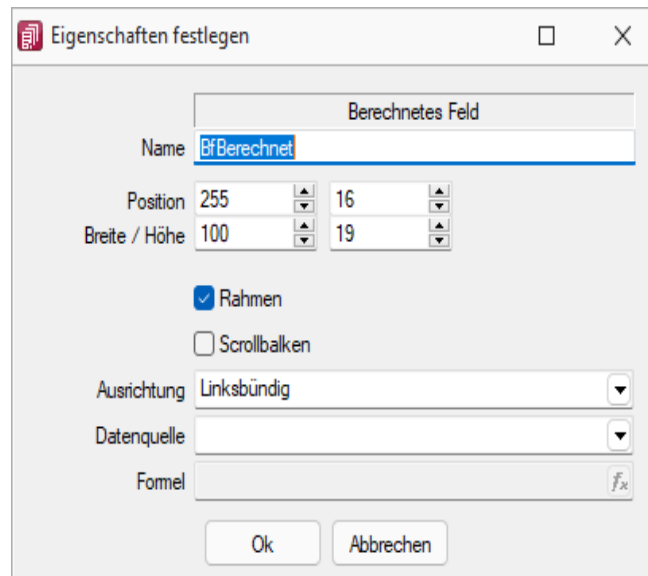 Eigenschaften festlegen
Berechnetes Feld
Name BfBerechnet
Position 255 16
Breite / Höhe 100 19
Rahmen
Scrollbalken
Ausrichtung Linksbündig
Datenquelle
Formel fx
Ok Abbrechen